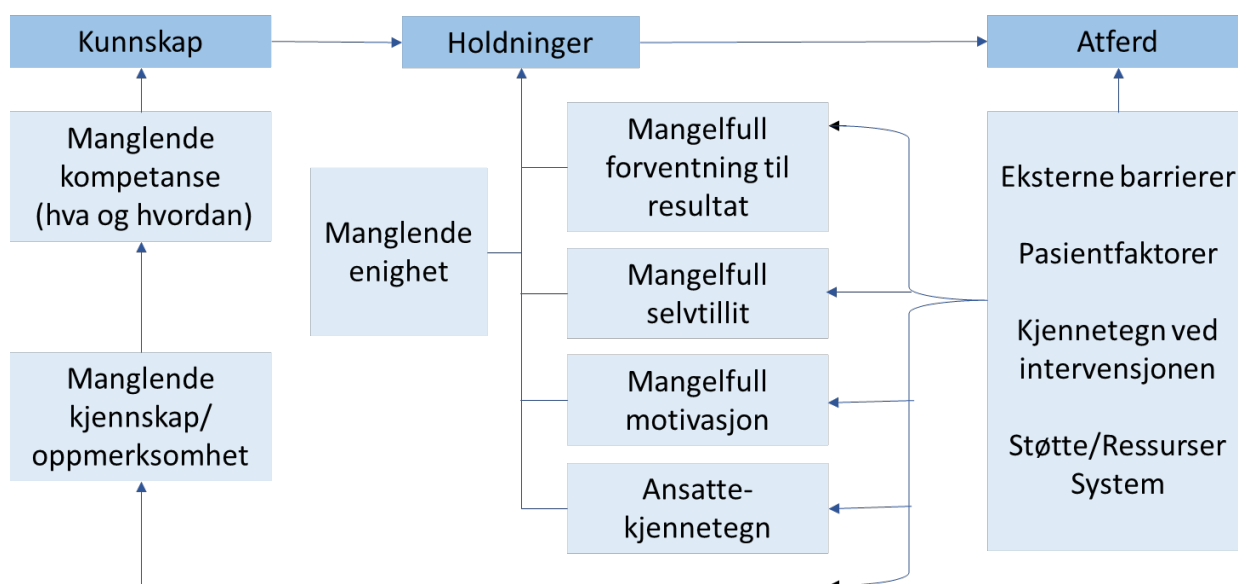 Kunnskap
Holdninger
Atferd
Manglende
kompetanse
(hva og hvordan)
Manglende
kjennskap/
oppmerksomhet
Manglende
enighet
Mangelfull
forventning til
resultat
Mangelfull
selvtillit
Mangelfull
motivasjon
Ansatte-
kjennetegn
Eksterne barrierer
Pasientfaktorer
Kjennetegn ved
intervensjonen
Støtte/Ressurser
System